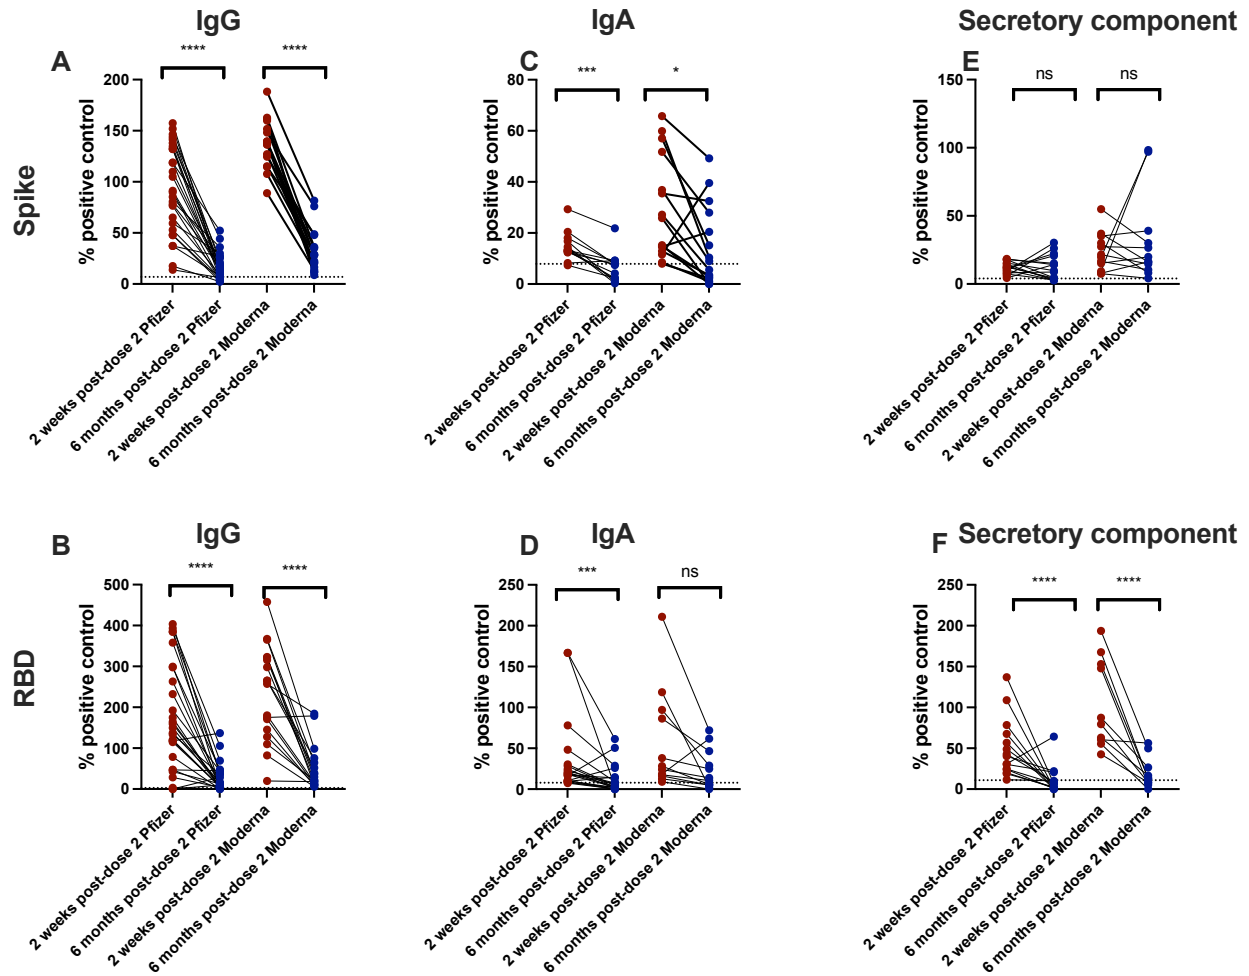 IgG
IgA
Secretory component
A
****
****
200
150
100
50
0
% positive control
Spike
2 weeks post-dose 2 Pfizer
6 months post-dose 2 Pfizer
2 weeks post-dose 2 Moderna
6 months post-dose 2 Moderna
C
***
*
80
60
40
20
0
% positive control
2 weeks post-dose 2 Pfizer
6 months post-dose 2 Pfizer
2 weeks post-dose 2 Moderna
6 months post-dose 2 Moderna
E
ns
ns
150
100
50
0
% positive control
2 weeks post-dose 2 Pfizer
6 months post-dose 2 Pfizer
2 weeks post-dose 2 Moderna
6 months post-dose 2 Moderna
B
IgG
****
****
500
400
300
200
100
0
% positive control
RBD
2 weeks post-dose 2 Pfizer
6 months post-dose 2 Pfizer
2 weeks post-dose 2 Moderna
6 months post-dose 2 Moderna
D
IgA
***
ns
250
200
150
100
50
0
% positive control
2 weeks post-dose 2 Pfizer
6 months post-dose 2 Pfizer
2 weeks post-dose 2 Moderna
6 months post-dose 2 Moderna
F
Secretory component
****
****
250
200
150
100
50
0
% positive control
2 weeks post-dose 2 Pfizer
6 months post-dose 2 Pfizer
2 weeks post-dose 2 Moderna
6 months post-dose 2 Moderna